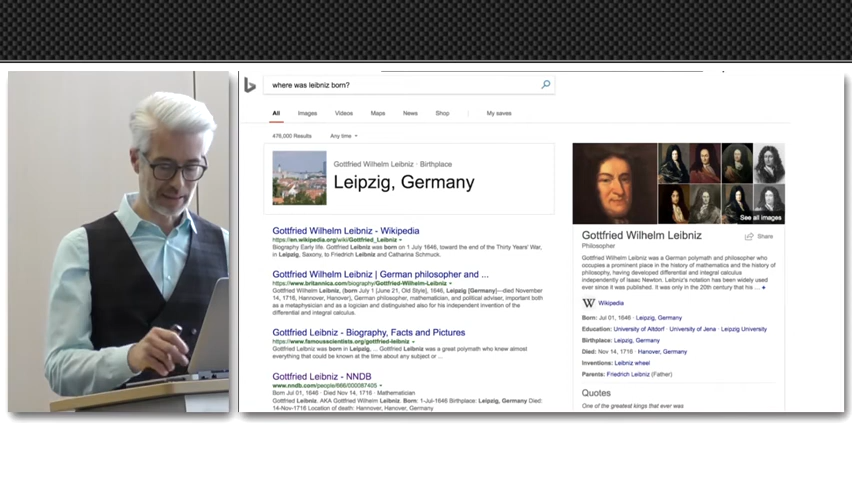 where was leibniz born?
All Images Videos Maps News Shop My saves
476,000 Results Any time
Gottfried Wilhelm Leibniz · Birthplace
Leipzig, Germany
Gottfried Wilhelm Leibniz - Wikipedia
https://en.wikipedia.org/wiki/Gottfried_Leibniz
Biography Early life. Gottfried Leibniz was born on 1 July 1646, toward the end of the Thirty Years' War,
in Leipzig, Saxony, to Friedrich Leibniz and Catharina Schmuck.
Gottfried Wilhelm Leibniz | German philosopher and ...
https://www.britannica.com/biography/Gottfried-Wilhelm-Leibniz
Gottfried Wilhelm Leibniz, (born July 1 [June 21, Old Style], 1646, Leipzig [Germany]—died November
14, 1716, Hannover, Hanover), German philosopher, mathematician, and political adviser, important both
as a metaphysician and as a logician and distinguished also for his independent invention of the
differential and integral calculus.
Gottfried Leibniz - Biography, Facts and Pictures
https://www.famousscientists.org/gottfried-leibniz
Gottfried Leibniz was born in Leipzig, ... Gottfried Leibniz was a great polymath who knew almost
everything that could be known at the time about any subject or ...
Gottfried Leibniz - NNDB
www.nndb.com/people/666/000087405
Born Jul 01, 1646 · Died Nov 14, 1716 · Mathematician
Gottfried Leibniz. AKA Gottfried Wilhelm Leibniz. Born: 1-Jul-1646 Birthplace: Leipzig, Germany Died:
14-Nov-1716 Location of death: Hannover, Hanover, Germany
See all images
Gottfried Wilhelm Leibniz
Share
Philosopher
Gottfried Wilhelm Leibniz was a German polymath and philosopher who
occupies a prominent place in the history of mathematics and the history of
philosophy, having developed differential and integral calculus
independently of Isaac Newton. Leibniz's notation has been widely used
ever since it was published. It was only in the 20th century that his ...
Wikipedia
Born: Jul 01, 1646 · Leipzig, Germany
Education: University of Altdorf · University of Jena · Leipzig University
Birthplace: Leipzig, Germany
Died: Nov 14, 1716 · Hanover, Germany
Inventions: Leibniz wheel
Parents: Friedrich Leibniz (Father)
Quotes
One of the greatest kings that ever was